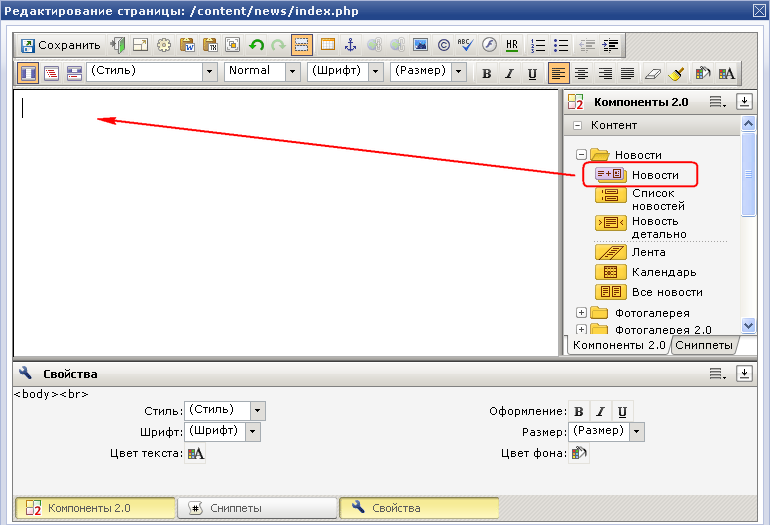 Редактирование страницы: /content/news/index.php
Сохранить
ABC
HR
(Стиль) Normal (Шрифт) (Размер) B I U
Компоненты 2.0
Контент
Новости
Новости
Список
новостей
Новость
детально
Лента
Календарь
Все новости
Фотогалерея
Фотогалерея 2.0
Компоненты 2.0 Сниппеты
Свойства
<body><br>
Стиль: (Стиль) Оформление: B I U
Шрифт: (Шрифт) Размер: (Размер)
Цвет текста: A Цвет фона:
Компоненты 2.0 Сниппеты Свойства